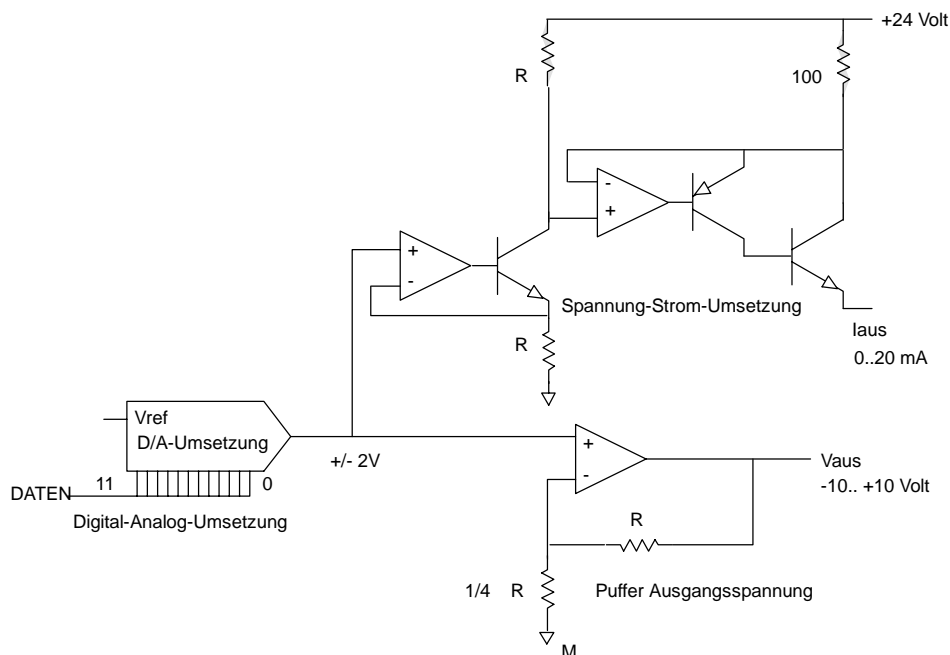 +24 Volt
R
100
-
+
+
-
Spannung-Strom-Umsetzung
R
Iaus
0..20 mA
Vref
D/A-Umsetzung
+
-
+/- 2V
Vaus
-10.. +10 Volt
DATEN
11
0
Digital-Analog-Umsetzung
R
1/4 R
Puffer Ausgangsspannung
M